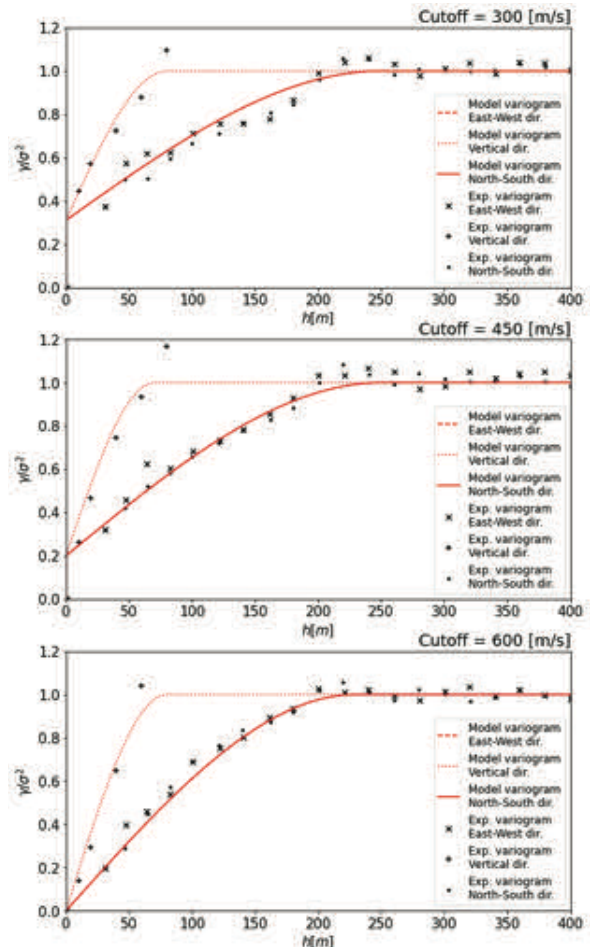 Cutoff = 300 [m/s]
1.2
1.0
0.8
0.6
0.4
0.2
0.0
γ/σ²
Model variogram
East-West dir.
Model variogram
Vertical dir.
Model variogram
North-South dir.
Exp. variogram
East-West dir.
Exp. variogram
Vertical dir.
Exp. variogram
North-South dir.
0 50 100 150 200 250 300 350 400
h[m]
Cutoff = 450 [m/s]
1.2
1.0
0.8
0.6
0.4
0.2
0.0
γ/σ²
Model variogram
East-West dir.
Model variogram
Vertical dir.
Model variogram
North-South dir.
Exp. variogram
East-West dir.
Exp. variogram
Vertical dir.
Exp. variogram
North-South dir.
0 50 100 150 200 250 300 350 400
h[m]
Cutoff = 600 [m/s]
1.2
1.0
0.8
0.6
0.4
0.2
0.0
γ/σ²
Model variogram
East-West dir.
Model variogram
Vertical dir.
Model variogram
North-South dir.
Exp. variogram
East-West dir.
Exp. variogram
Vertical dir.
Exp. variogram
North-South dir.
0 50 100 150 200 250 300 350 400
h[m]